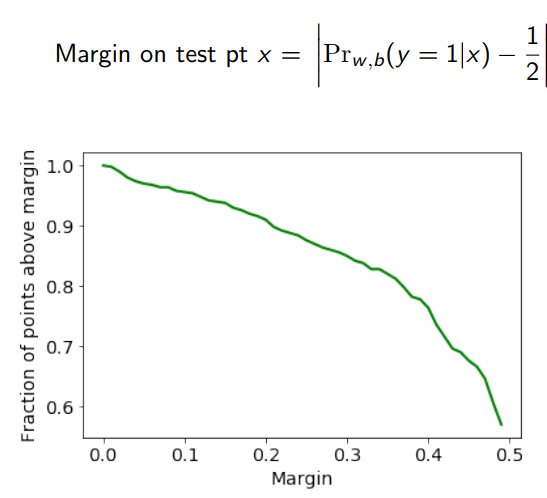 Margin on test pt x = |Pr_{w,b}(y = 1|x) − 1/2|
Fraction of points above margin
1.0
0.9
0.8
0.7
0.6
0.0 0.1 0.2 0.3 0.4 0.5
Margin